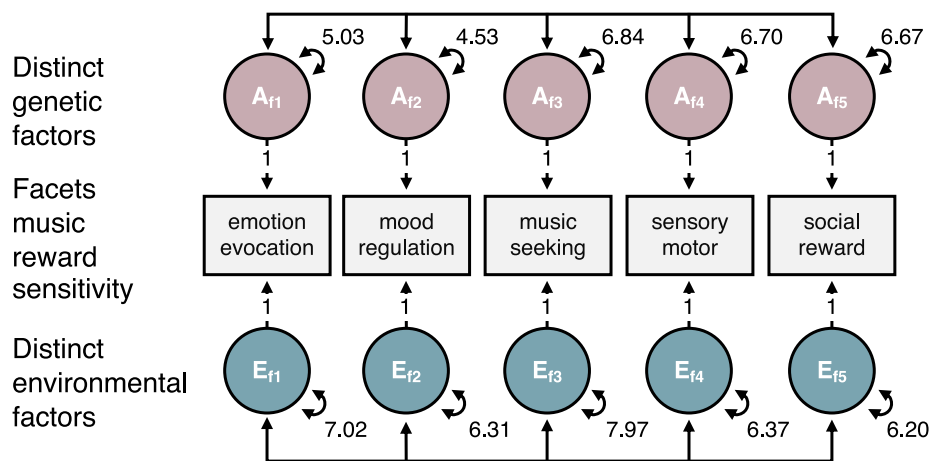 5.03 4.53 6.84 6.70 6.67
Distinct
genetic
factors
Af1 Af2 Af3 Af4 Af5
1 1 1 1 1
Facets
music
reward
sensitivity
emotion
evocation
mood
regulation
music
seeking
sensory
motor
social
reward
1 1 1 1 1
Distinct
environmental
factors
Ef1 Ef2 Ef3 Ef4 Ef5
7.02 6.31 7.97 6.37 6.20